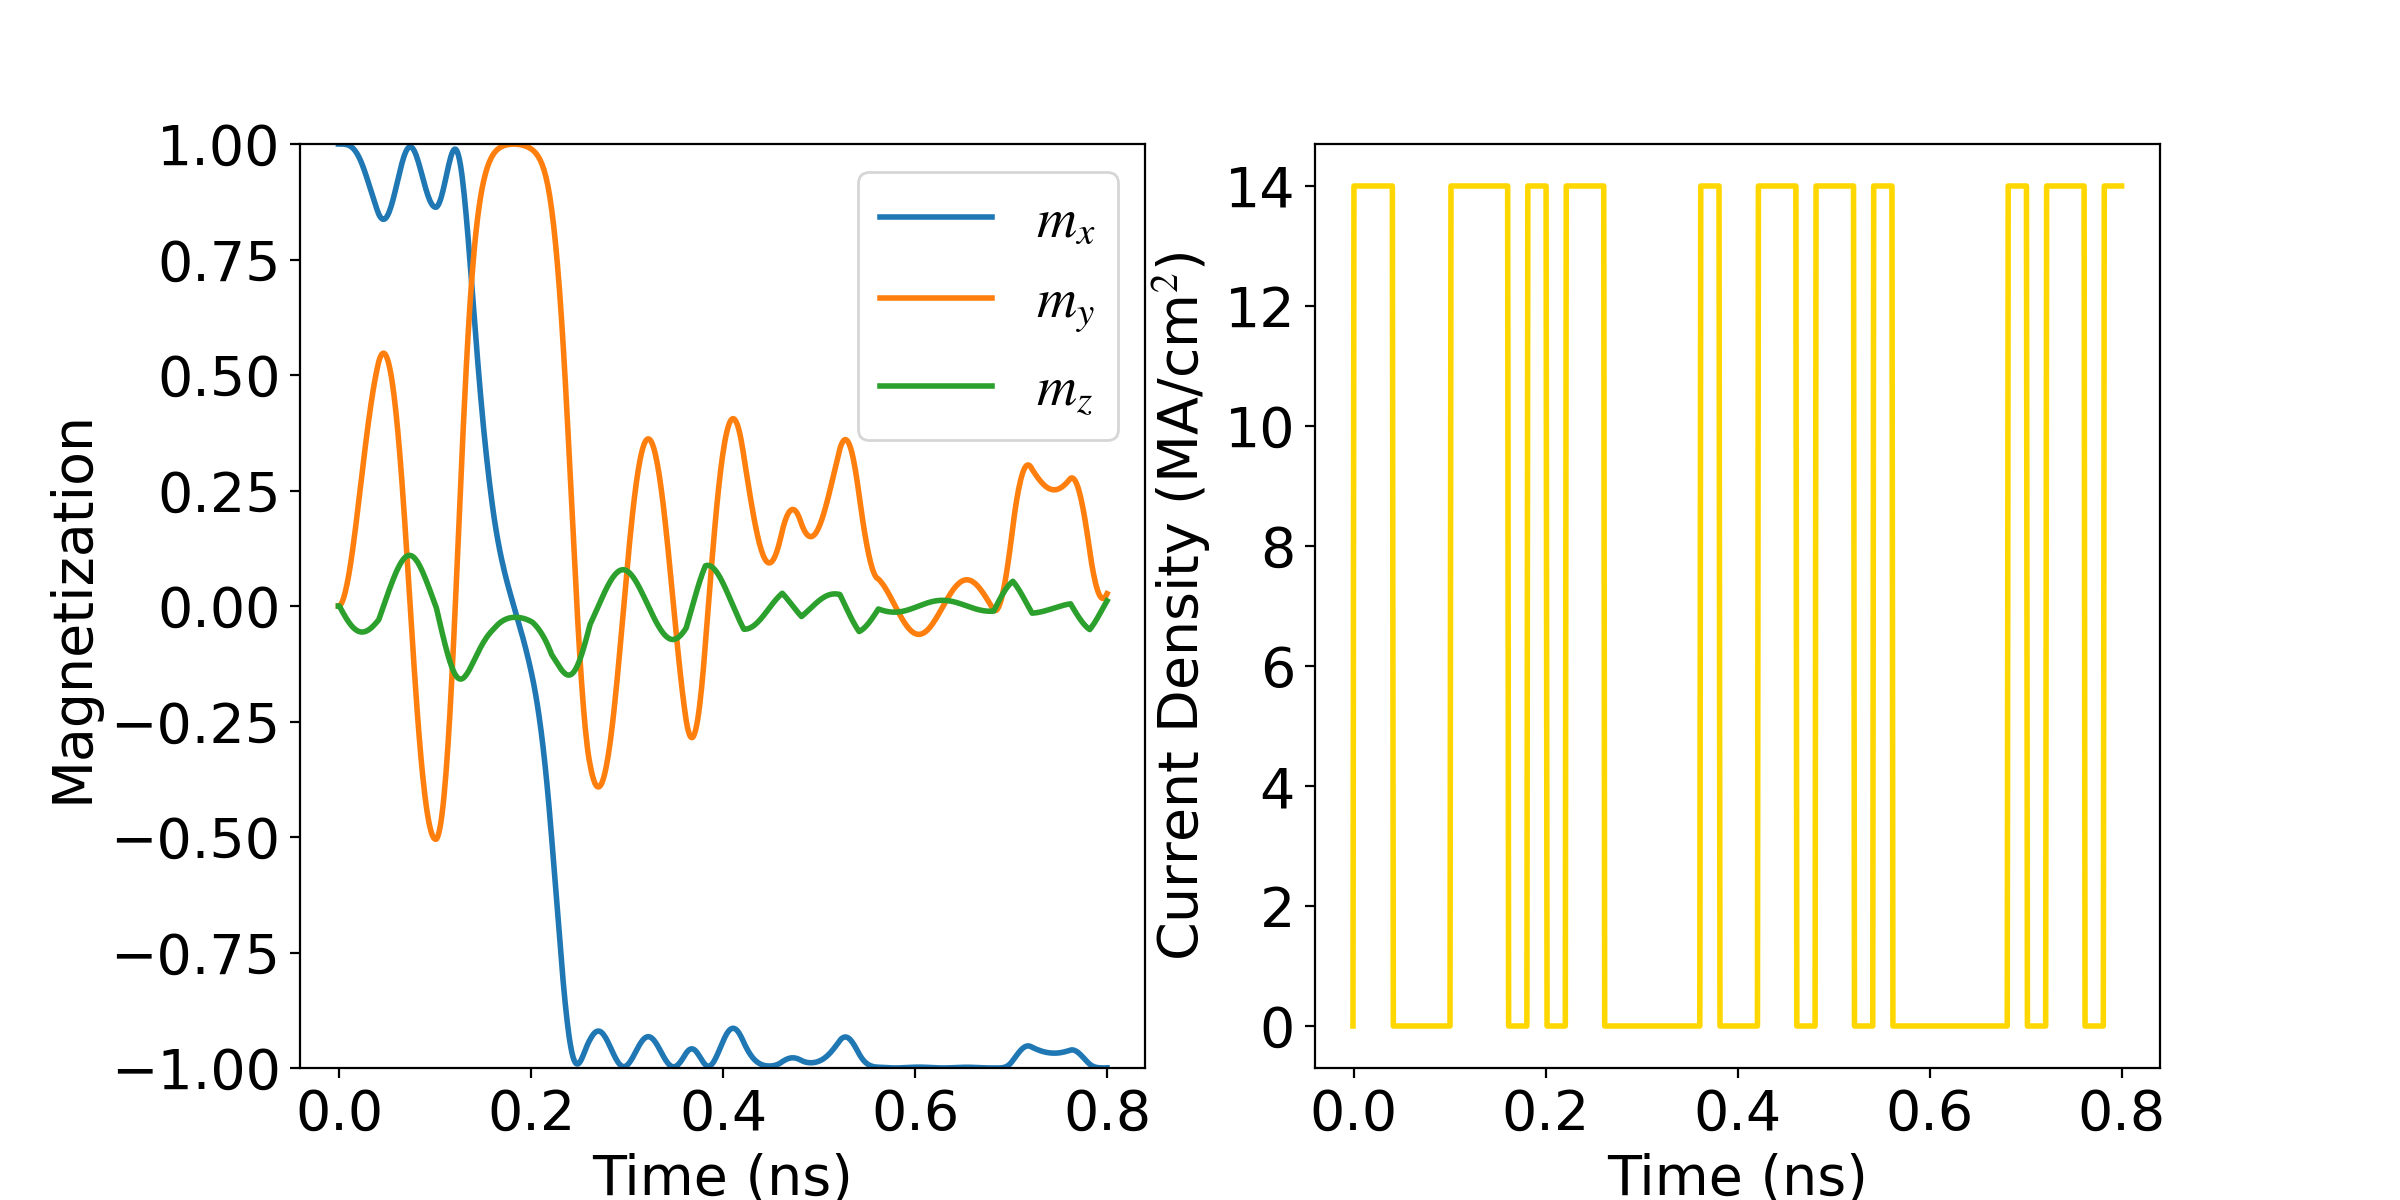 Magnetization
1.00
0.75
0.50
0.25
0.00
−0.25
−0.50
−0.75
−1.00
0.0 0.2 0.4 0.6 0.8
Time (ns)
m_x
m_y
m_z
Current Density (MA/cm²)
14
12
10
8
6
4
2
0
0.0 0.2 0.4 0.6 0.8
Time (ns)